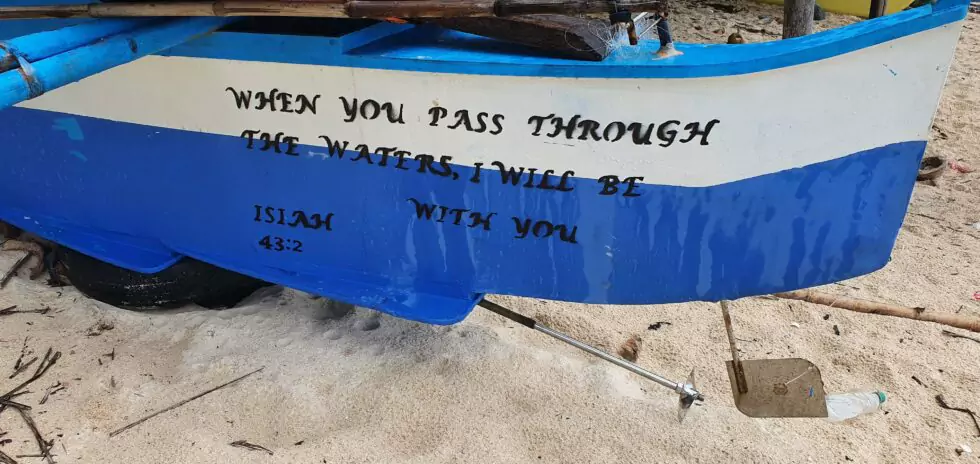 WHEN YOU PASS THROUGH
THE WATERS, I WILL BE
WITH YOU
ISIAH
43:2